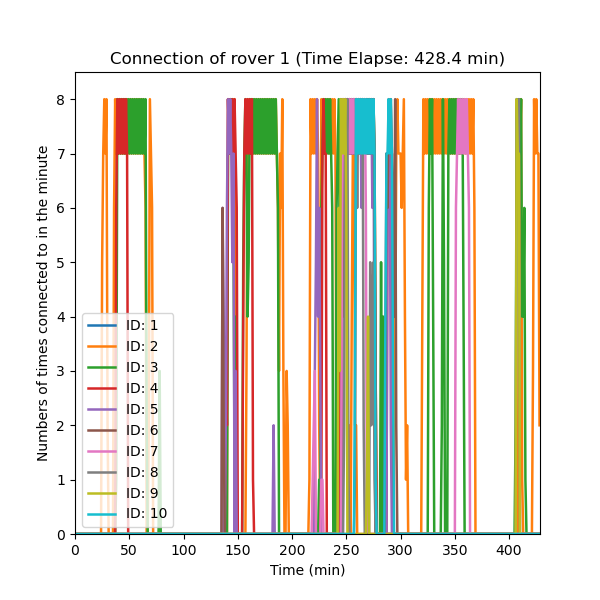 Connection of rover 1 (Time Elapse: 428.4 min)
Numbers of times connected to in the minute
8
7
6
5
4
3
2
1
0
ID: 1
ID: 2
ID: 3
ID: 4
ID: 5
ID: 6
ID: 7
ID: 8
ID: 9
ID: 10
0 50 100 150 200 250 300 350 400
Time (min)